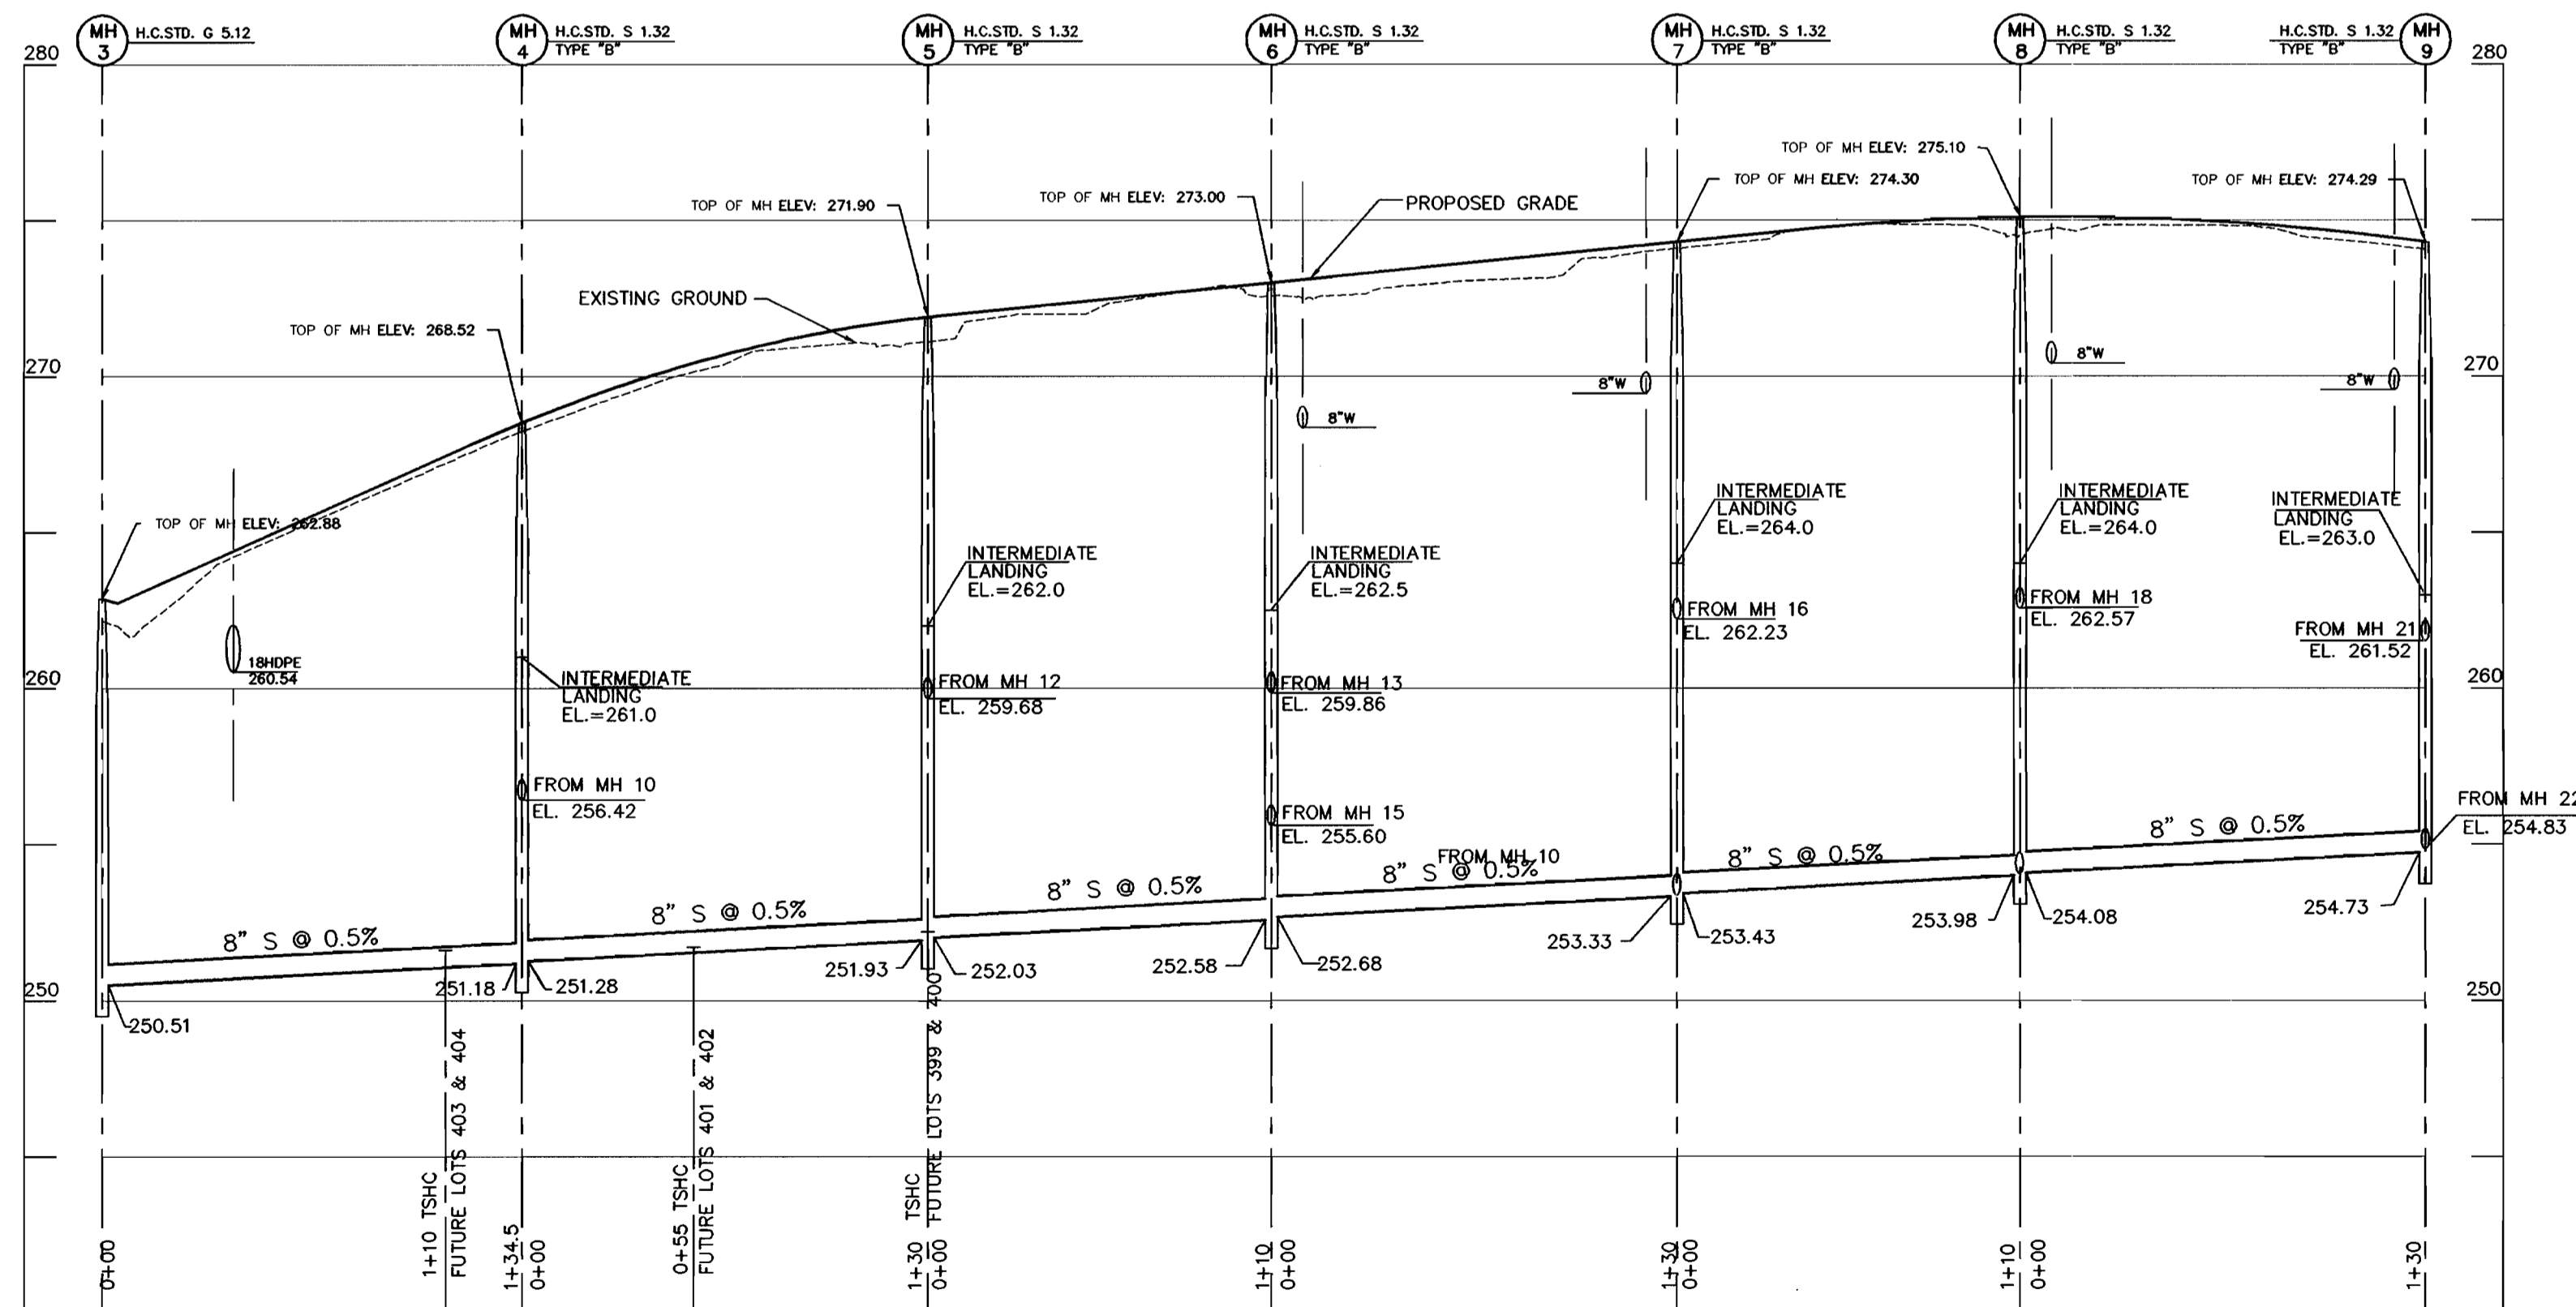 MH 3
H.C.STD. G 5.12
MH 4
H.C.STD. S 1.32
TYPE "B"
MH 5
H.C.STD. S 1.32
TYPE "B"
MH 6
H.C.STD. S 1.32
TYPE "B"
MH 7
H.C.STD. S 1.32
TYPE "B"
MH 8
H.C.STD. S 1.32
TYPE "B"
H.C.STD. S 1.32
TYPE "B"
MH 9
280
280
TOP OF MH ELEV: 275.10
TOP OF MH ELEV: 271.90
TOP OF MH ELEV: 273.00
PROPOSED GRADE
TOP OF MH ELEV: 274.30
TOP OF MH ELEV: 274.29
EXISTING GROUND
TOP OF MH ELEV: 268.52
270
270
8"W
8"W
8"W
8"W
TOP OF MH ELEV: 262.88
INTERMEDIATE
LANDING
EL.=262.0
INTERMEDIATE
LANDING
EL.=262.5
INTERMEDIATE
LANDING
EL.=264.0
INTERMEDIATE
LANDING
EL.=264.0
INTERMEDIATE
LANDING
EL.=263.0
FROM MH 16
EL. 262.23
FROM MH 18
EL. 262.57
FROM MH 21
EL. 261.52
18HDPE
260.54
260
260
INTERMEDIATE
LANDING
EL.=261.0
FROM MH 12
EL. 259.68
FROM MH 13
EL. 259.86
FROM MH 10
EL. 256.42
FROM MH 15
EL. 255.60
FROM MH 22
EL. 254.83
8" S @ 0.5%
8" S @ 0.5%
8" S @ 0.5%
FROM MH 10
8" S @ 0.5%
8" S @ 0.5%
8" S @ 0.5%
250
250
250.51
251.18
251.28
251.93
252.03
252.58
252.68
253.33
253.43
253.98
254.08
254.73
0+00
1+10 TSHC
FUTURE LOTS 403 & 404
1+34.5
0+00
0+55 TSHC
FUTURE LOTS 401 & 402
1+30 TSHC
0+00 FUTURE LOTS 399 & 400
1+10
0+00
1+30
0+00
1+10
0+00
1+30